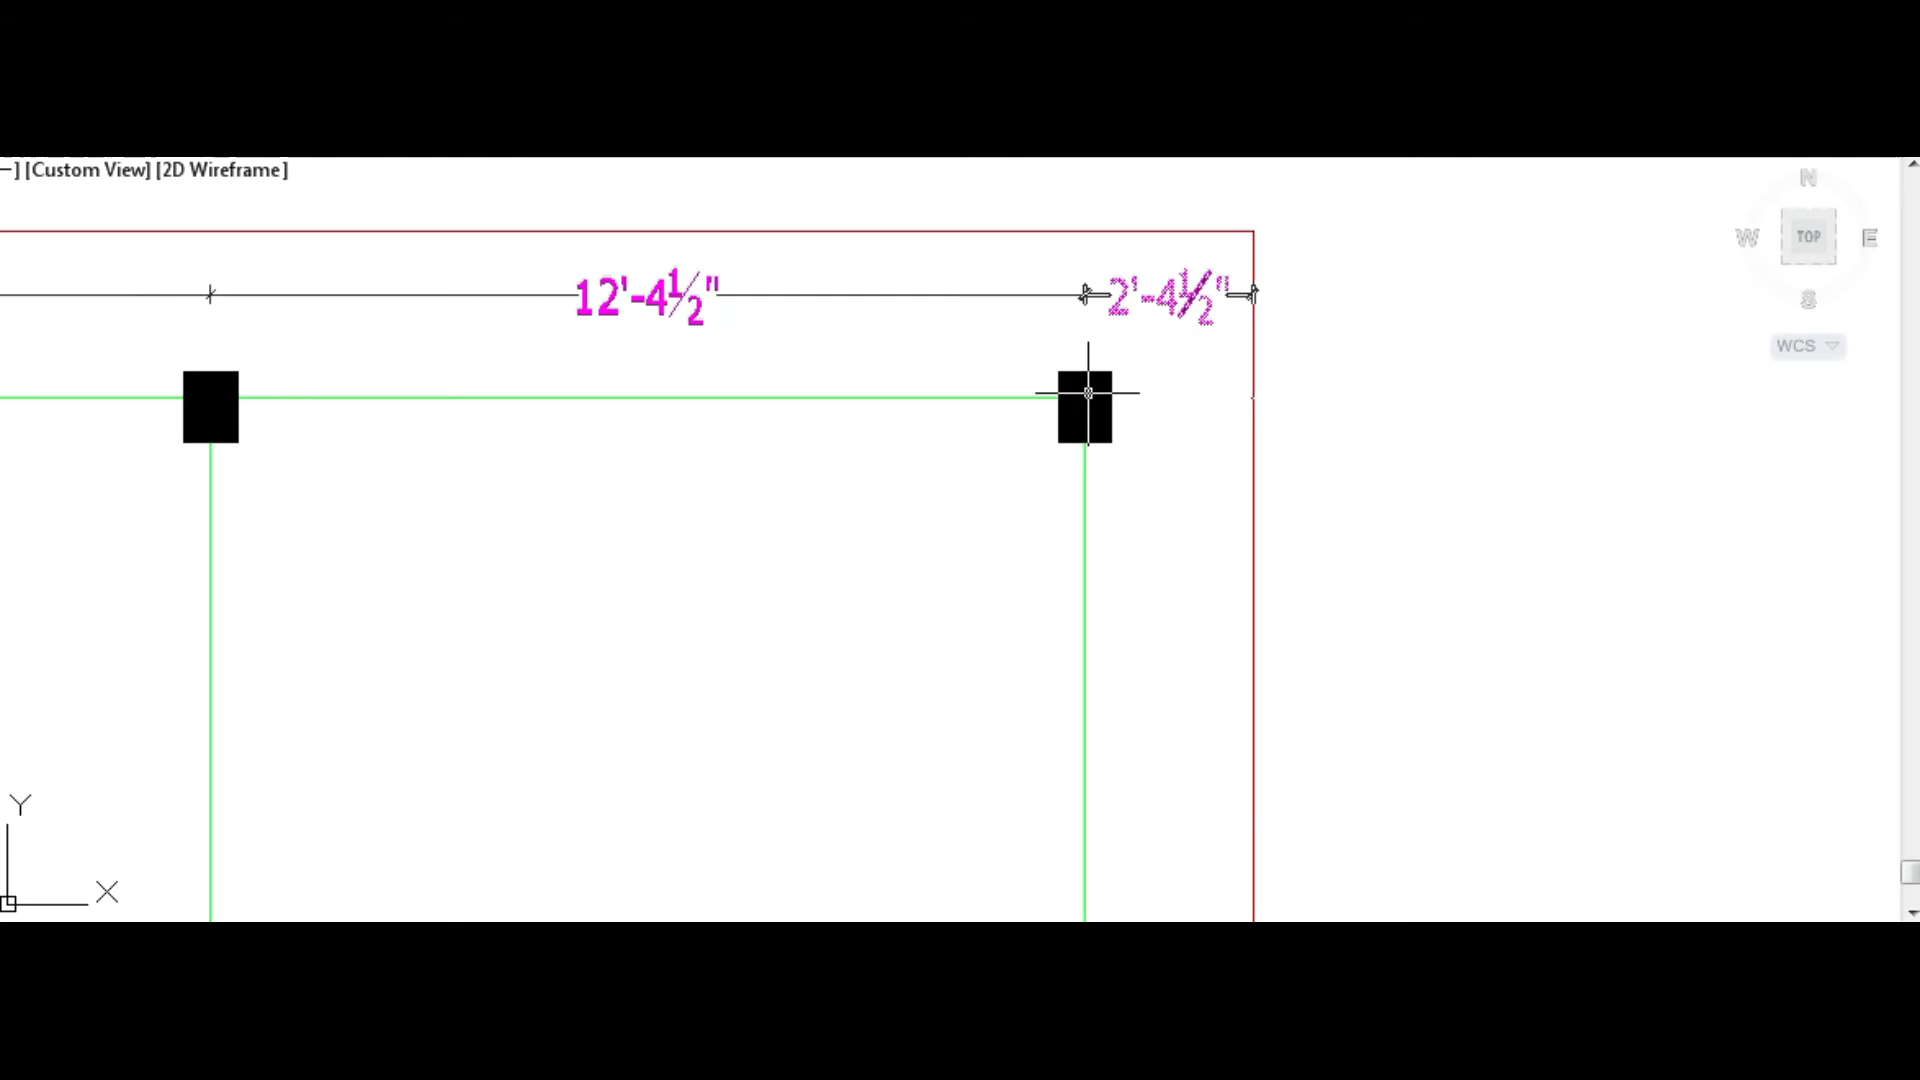 –] [Custom View] [2D Wireframe]
N
W TOP E
12'-4½" 2'-4½"
S
WCS
Y
X